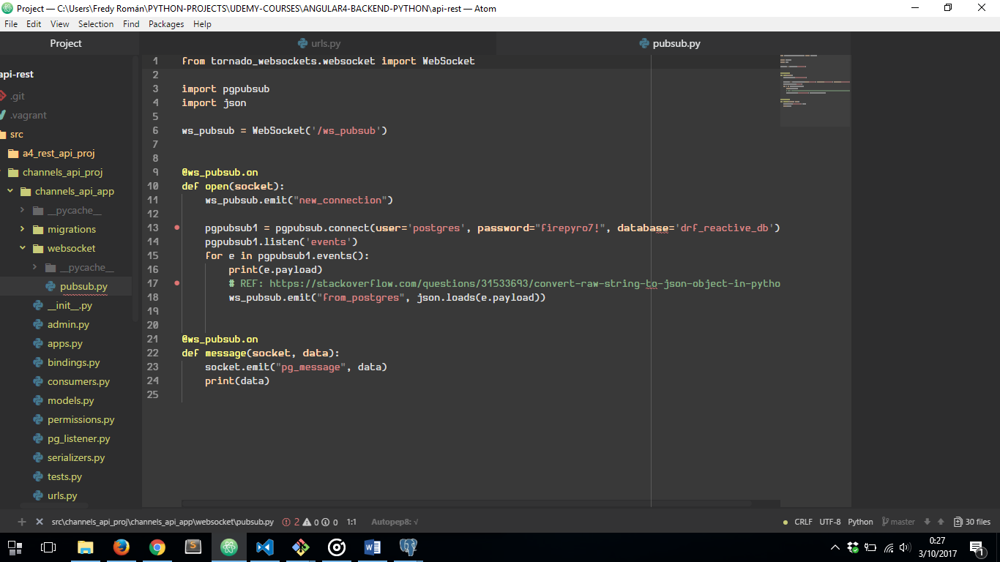 Project — C:\Users\Fredy Román\PYTHON-PROJECTS\UDEMY-COURSES\ANGULAR4-BACKEND-PYTHON\api-rest — Atom
File Edit View Selection Find Packages Help
Project
urls.py
pubsub.py
api-rest
.git
.vagrant
src
a4_rest_api_proj
channels_api_proj
channels_api_app
__pycache__
migrations
websocket
__pycache__
pubsub.py
__init__.py
admin.py
apps.py
bindings.py
consumers.py
models.py
permissions.py
pg_listener.py
serializers.py
tests.py
urls.py
1 from tornado_websockets.websocket import WebSocket
2
3 import pgpubsub
4 import json
5
6 ws_pubsub = WebSocket('/ws_pubsub')
7
8
9 @ws_pubsub.on
10 def open(socket):
11     ws_pubsub.emit("new_connection")
12
13     pgpubsub1 = pgpubsub.connect(user='postgres', password="firepyro7!", database='drf_reactive_db')
14     pgpubsub1.listen('events')
15     for e in pgpubsub1.events():
16         print(e.payload)
17         # REF: https://stackoverflow.com/questions/31533693/convert-raw-string-to-json-object-in-pytho
18         ws_pubsub.emit("from_postgres", json.loads(e.payload))
19
20
21 @ws_pubsub.on
22 def message(socket, data):
23     socket.emit("pg_message", data)
24     print(data)
25
src\channels_api_proj\channels_api_app\websocket\pubsub.py 2 0 0 1:1 Autopep8: √ CRLF UTF-8 Python master 30 files
0:27
3/10/2017
1